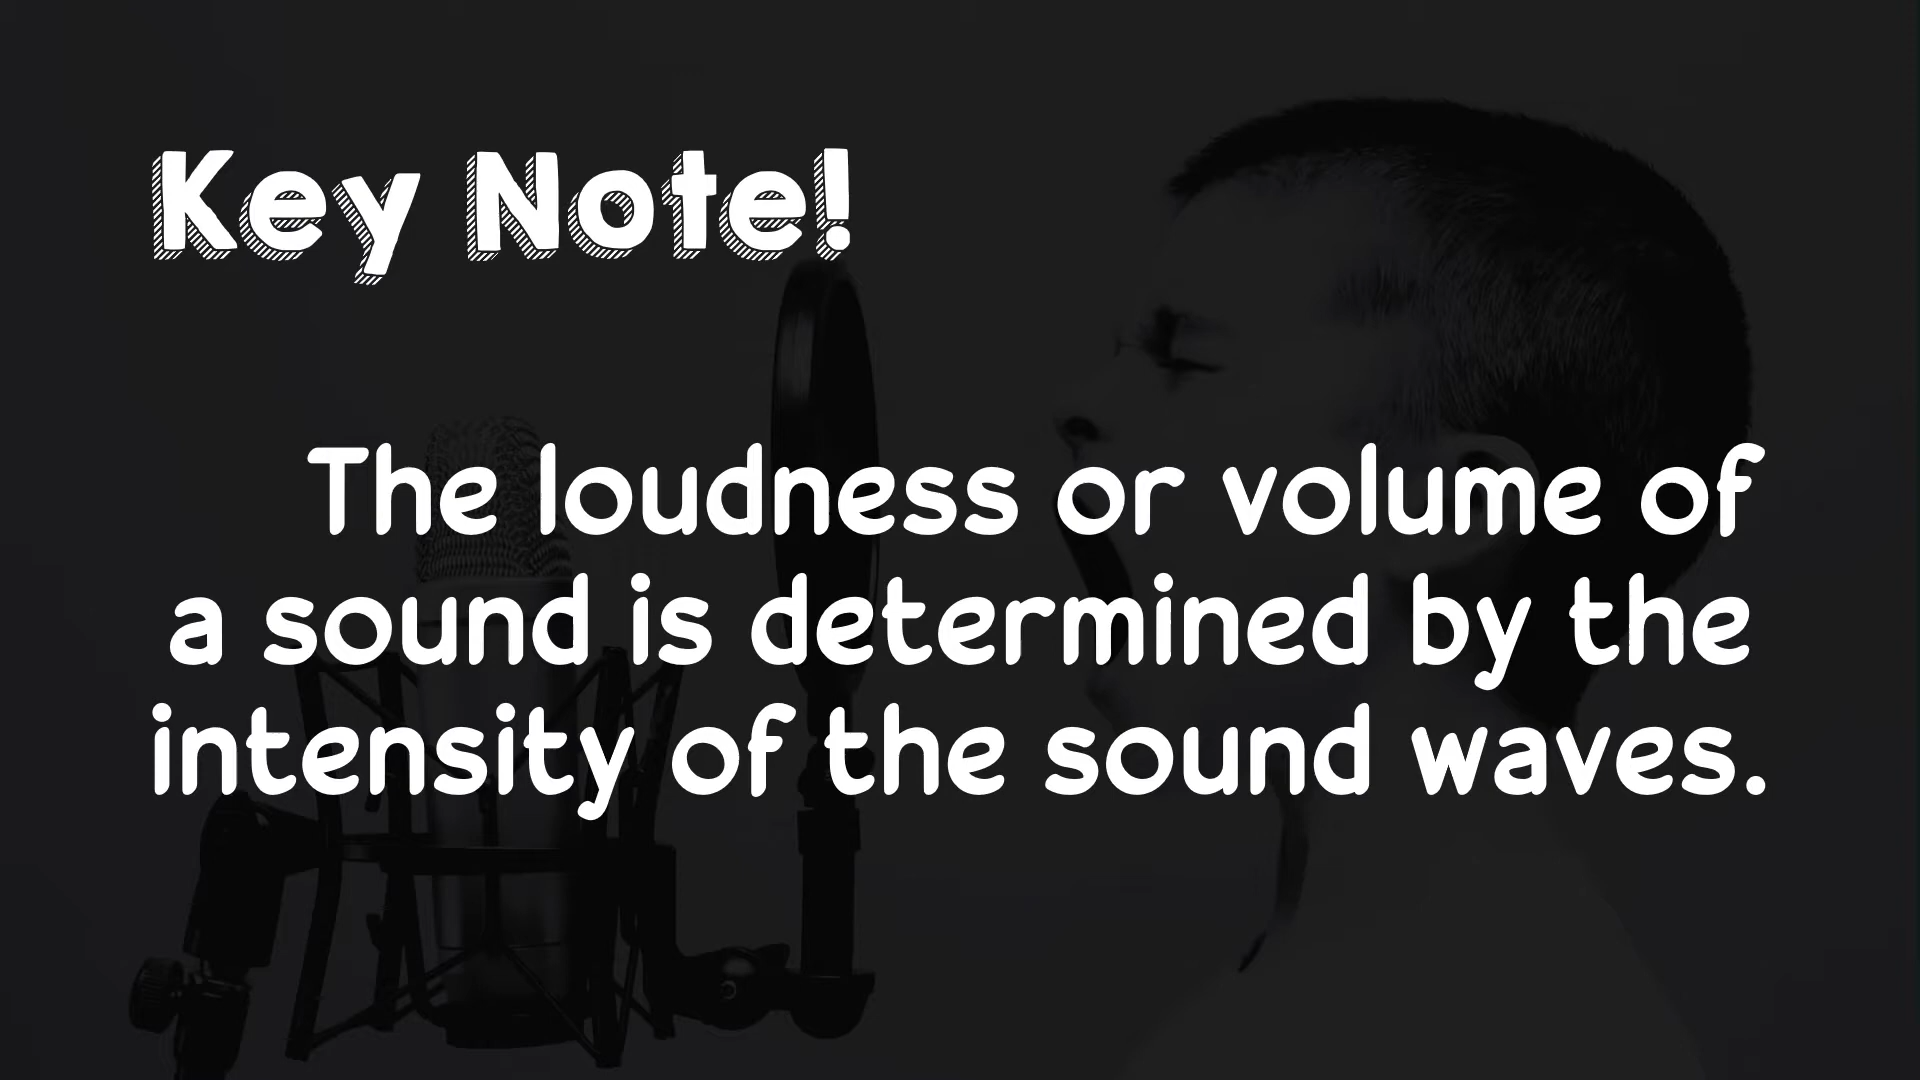 Key Note!
The loudness or volume of
a sound is determined by the
intensity of the sound waves.